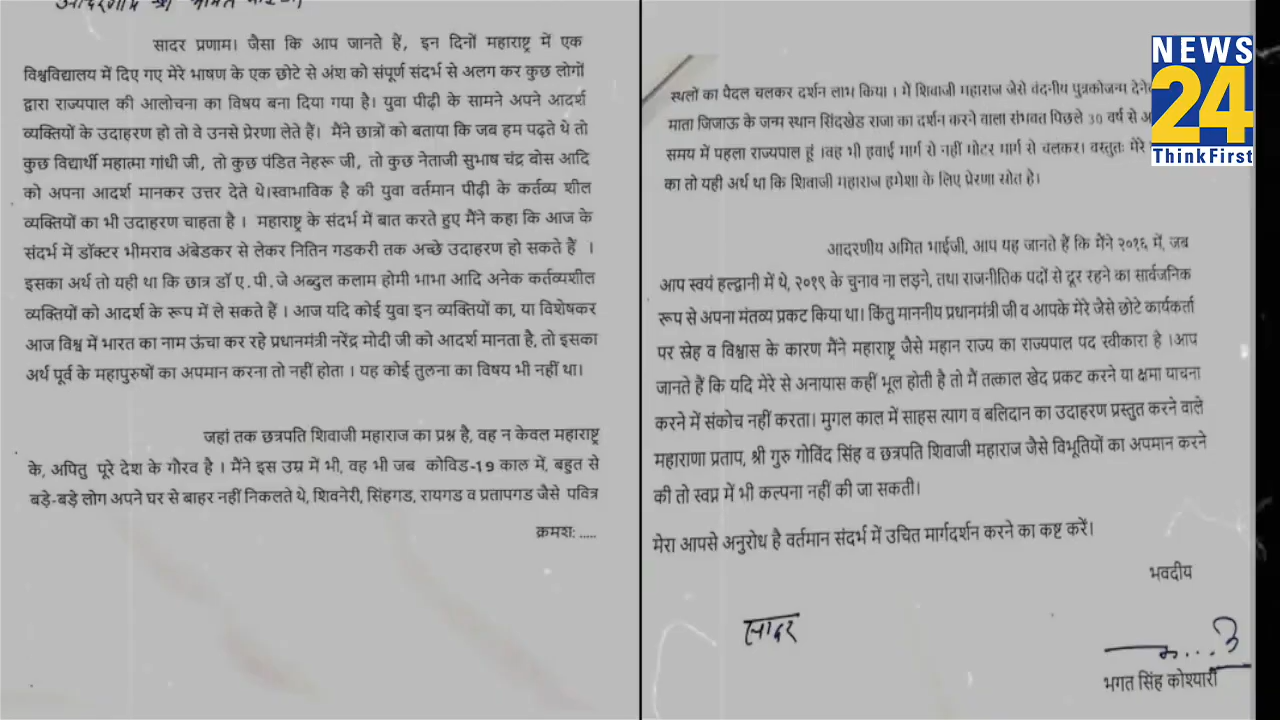 सादर प्रणाम। जैसा कि आप जानते हैं, इन दिनों महाराष्ट्र में एक
विश्वविद्यालय में दिए गए मेरे भाषण के एक छोटे से अंश को संपूर्ण संदर्भ से अलग कर कुछ लोगों
द्वारा राज्यपाल की आलोचना का विषय बना दिया गया है। युवा पीढ़ी के सामने अपने आदर्श
व्यक्तियों के उदाहरण हो तो वे उनसे प्रेरणा लेते हैं। मैंने छात्रों को बताया कि जब हम पढ़ते थे तो
कुछ विद्यार्थी महात्मा गांधी जी, तो कुछ पंडित नेहरू जी, तो कुछ नेताजी सुभाष चंद्र बोस आदि
को अपना आदर्श मानकर उत्तर देते थे।स्वाभाविक है की युवा वर्तमान पीढ़ी के कर्तव्य शील
व्यक्तियों का भी उदाहरण चाहता है । महाराष्ट्र के संदर्भ में बात करते हुए मैंने कहा कि आज के
संदर्भ में डॉक्टर भीमराव अंबेडकर से लेकर नितिन गडकरी तक अच्छे उदाहरण हो सकते हैं ।
इसका अर्थ तो यही था कि छात्र डॉ ए.पी.जे अब्दुल कलाम होमी भाभा आदि अनेक कर्तव्यशील
व्यक्तियों को आदर्श के रूप में ले सकते हैं । आज यदि कोई युवा इन व्यक्तियों का, या विशेषकर
आज विश्व में भारत का नाम ऊंचा कर रहे प्रधानमंत्री नरेंद्र मोदी जी को आदर्श मानता है, तो इसका
अर्थ पूर्व के महापुरुषों का अपमान करना तो नहीं होता । यह कोई तुलना का विषय भी नहीं था।
जहां तक छत्रपति शिवाजी महाराज का प्रश्न है, वह न केवल महाराष्ट्र
के, अपितु पूरे देश के गौरव है । मैंने इस उम्र में भी, वह भी जब कोविड-19 काल में, बहुत से
बड़े-बड़े लोग अपने घर से बाहर नहीं निकलते थे, शिवनेरी, सिंहगड, रायगड व प्रतापगड जैसे पवित्र
क्रमश: .....
स्थलों का पैदल चलकर दर्शन लाभ किया । में शिवाजी महाराज जैसे वंदनीय पुत्रकोजन्म देने
माता जिजाऊ के जन्म स्थान सिंदखेड राजा का दर्शन करने वाला संभवत पिछले 30 वर्ष से
समय में पहला राज्यपाल हूं ।वह भी हवाई मार्ग से नहीं मोटर मार्ग से चलकर। वस्तुतः मेरे
का तो यही अर्थ था कि शिवाजी महाराज हमेशा के लिए प्रेरणा स्रोत है।
आदरणीय अमित भाईजी, आप यह जानते हैं कि मैंने २०१६ में, जब
आप स्वयं हल्द्वानी में थे, २०१९ के चुनाव ना लड़ने, तथा राजनीतिक पदों से दूर रहने का सार्वजनिक
रूप से अपना मंतव्य प्रकट किया था। किंतु माननीय प्रधानमंत्री जी व आपके मेरे जैसे छोटे कार्यकर्ता
पर स्नेह व विश्वास के कारण मैंने महाराष्ट्र जैसे महान राज्य का राज्यपाल पद स्वीकारा है ।आप
जानते हैं कि यदि मेरे से अनायास कहीं भूल होती है तो मैं तत्काल खेद प्रकट करने या क्षमा याचना
करने में संकोच नहीं करता। मुगल काल में साहस त्याग व बलिदान का उदाहरण प्रस्तुत करने वाले
महाराणा प्रताप, श्री गुरु गोविंद सिंह व छत्रपति शिवाजी महाराज जैसे विभूतियों का अपमान करने
की तो स्वप्न में भी कल्पना नहीं की जा सकती।
मेरा आपसे अनुरोध है वर्तमान संदर्भ में उचित मार्गदर्शन करने का कष्ट करें।
भवदीय
सादर
भगत सिंह कोश्यारी
NEWS
24
ThinkFirst